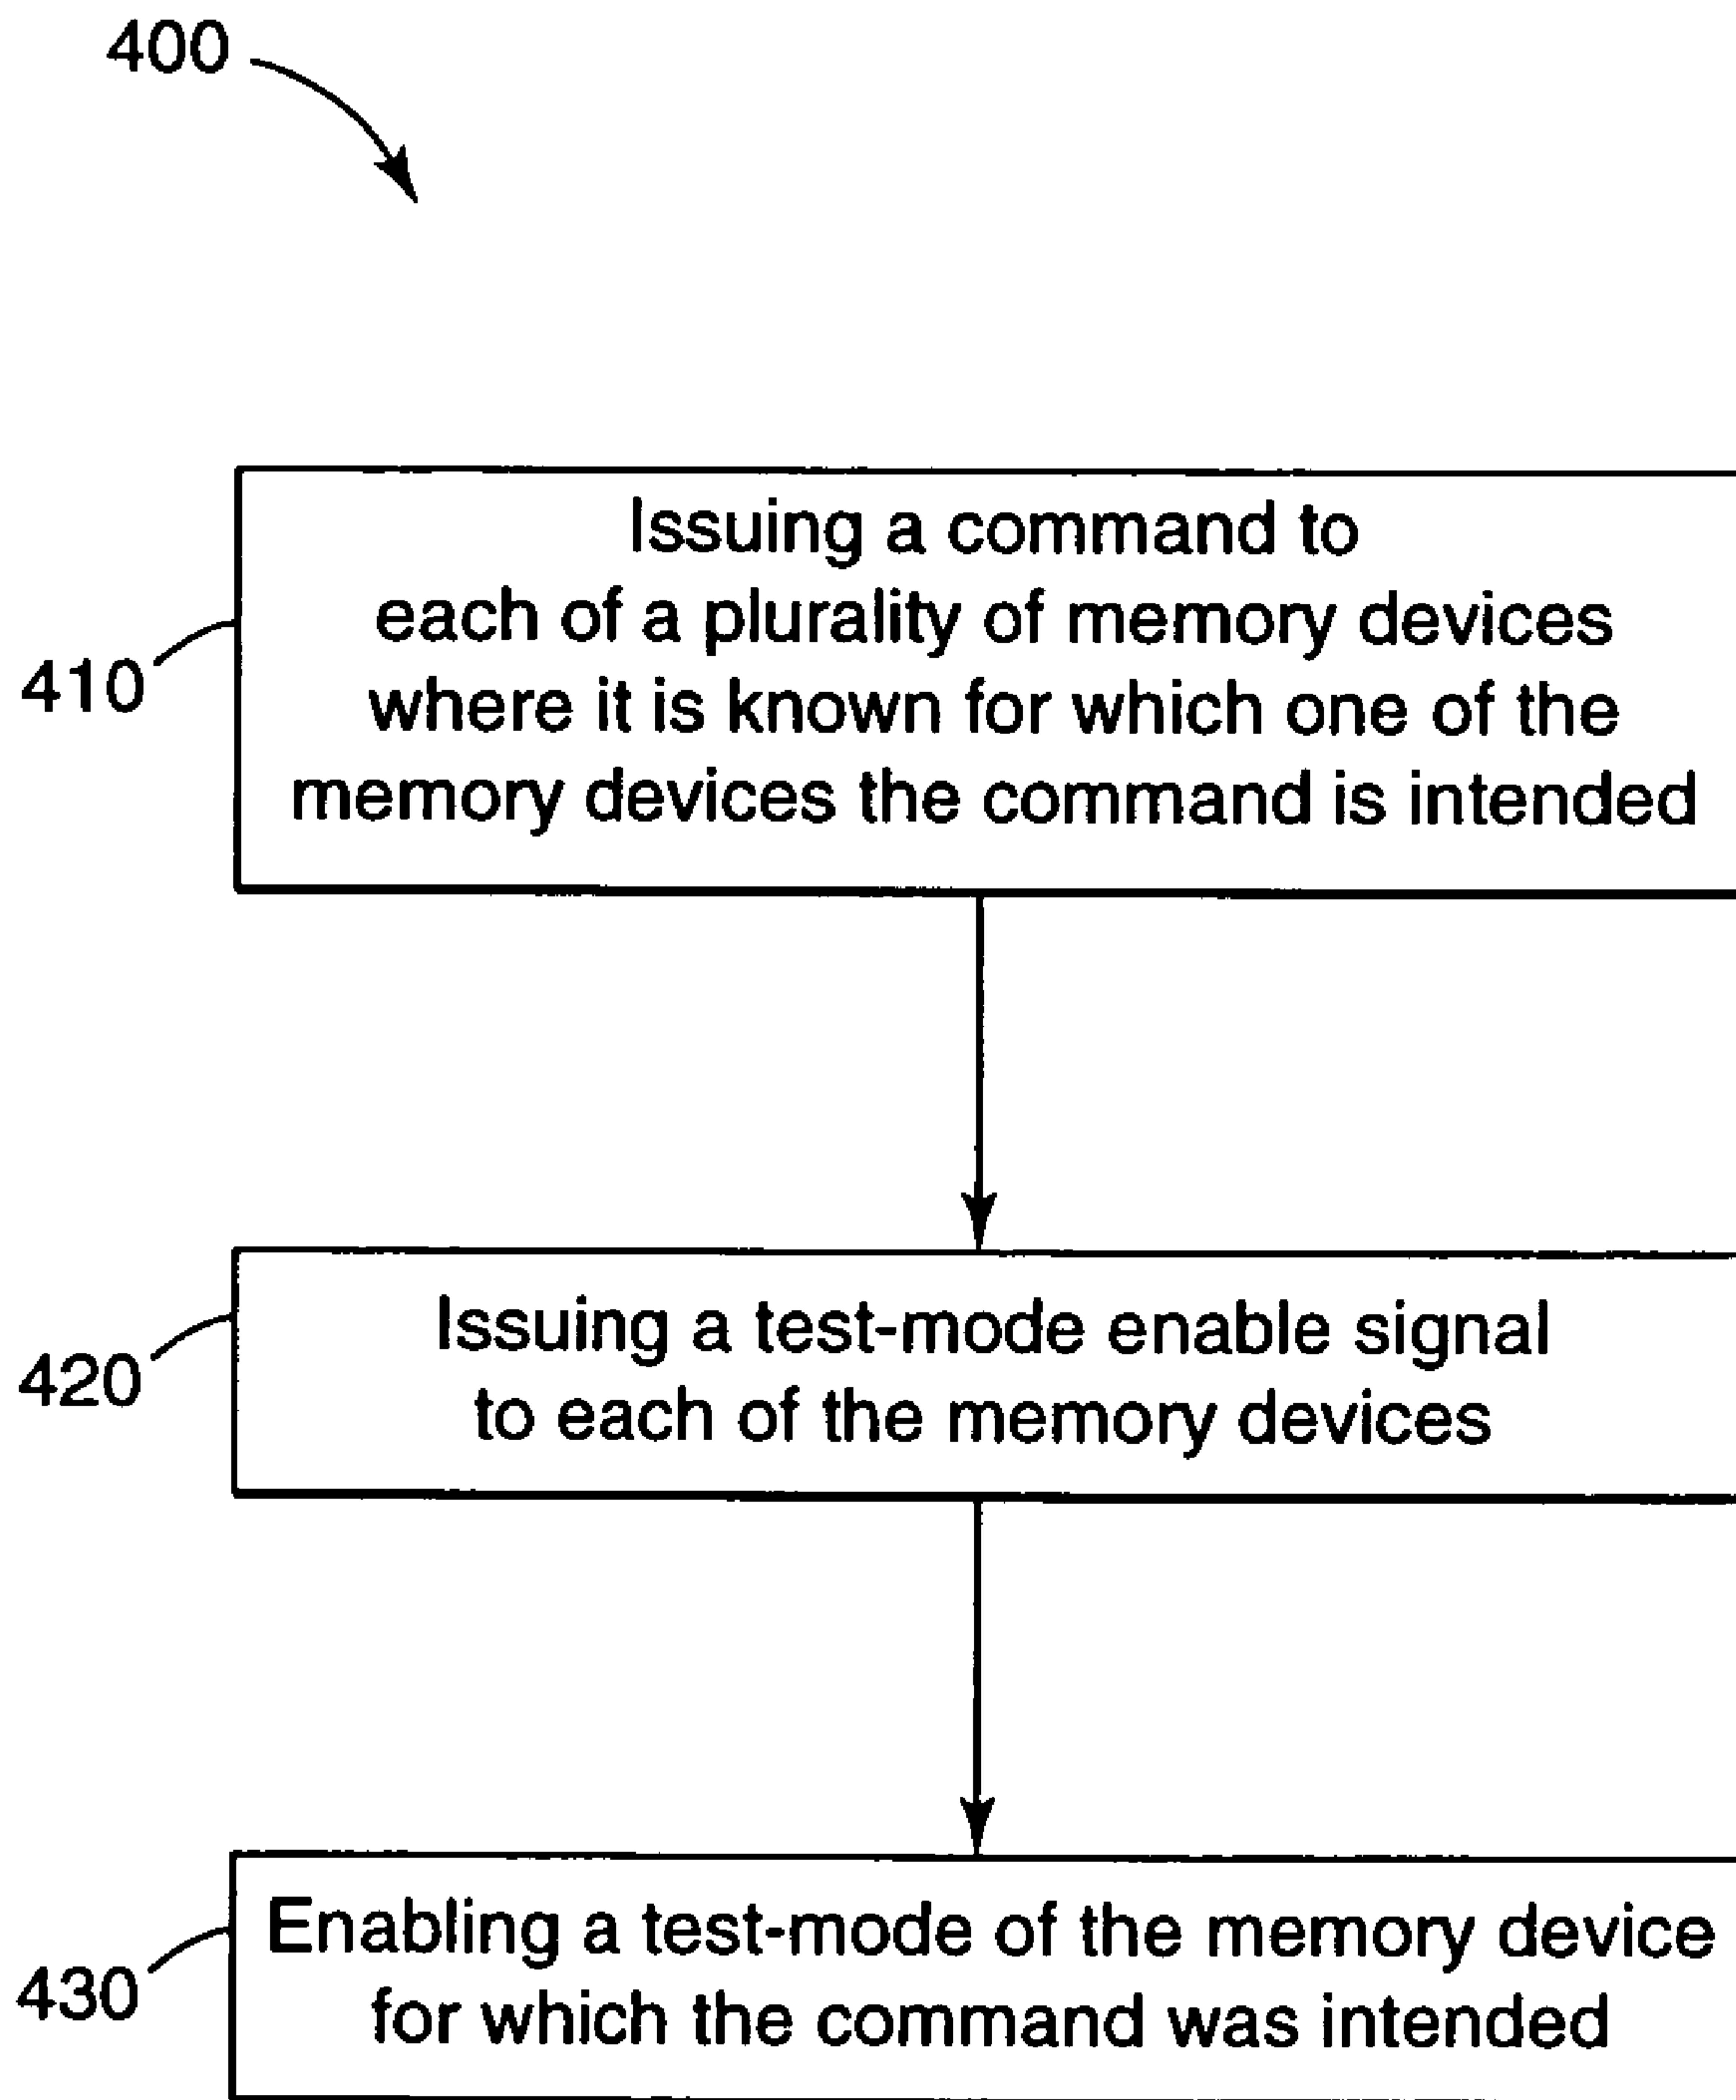 400
Issuing a command to
each of a plurality of memory devices
where it is known for which one of the
memory devices the command is intended
410
Issuing a test-mode enable signal
to each of the memory devices
420
Enabling a test-mode of the memory device
for which the command was intended
430